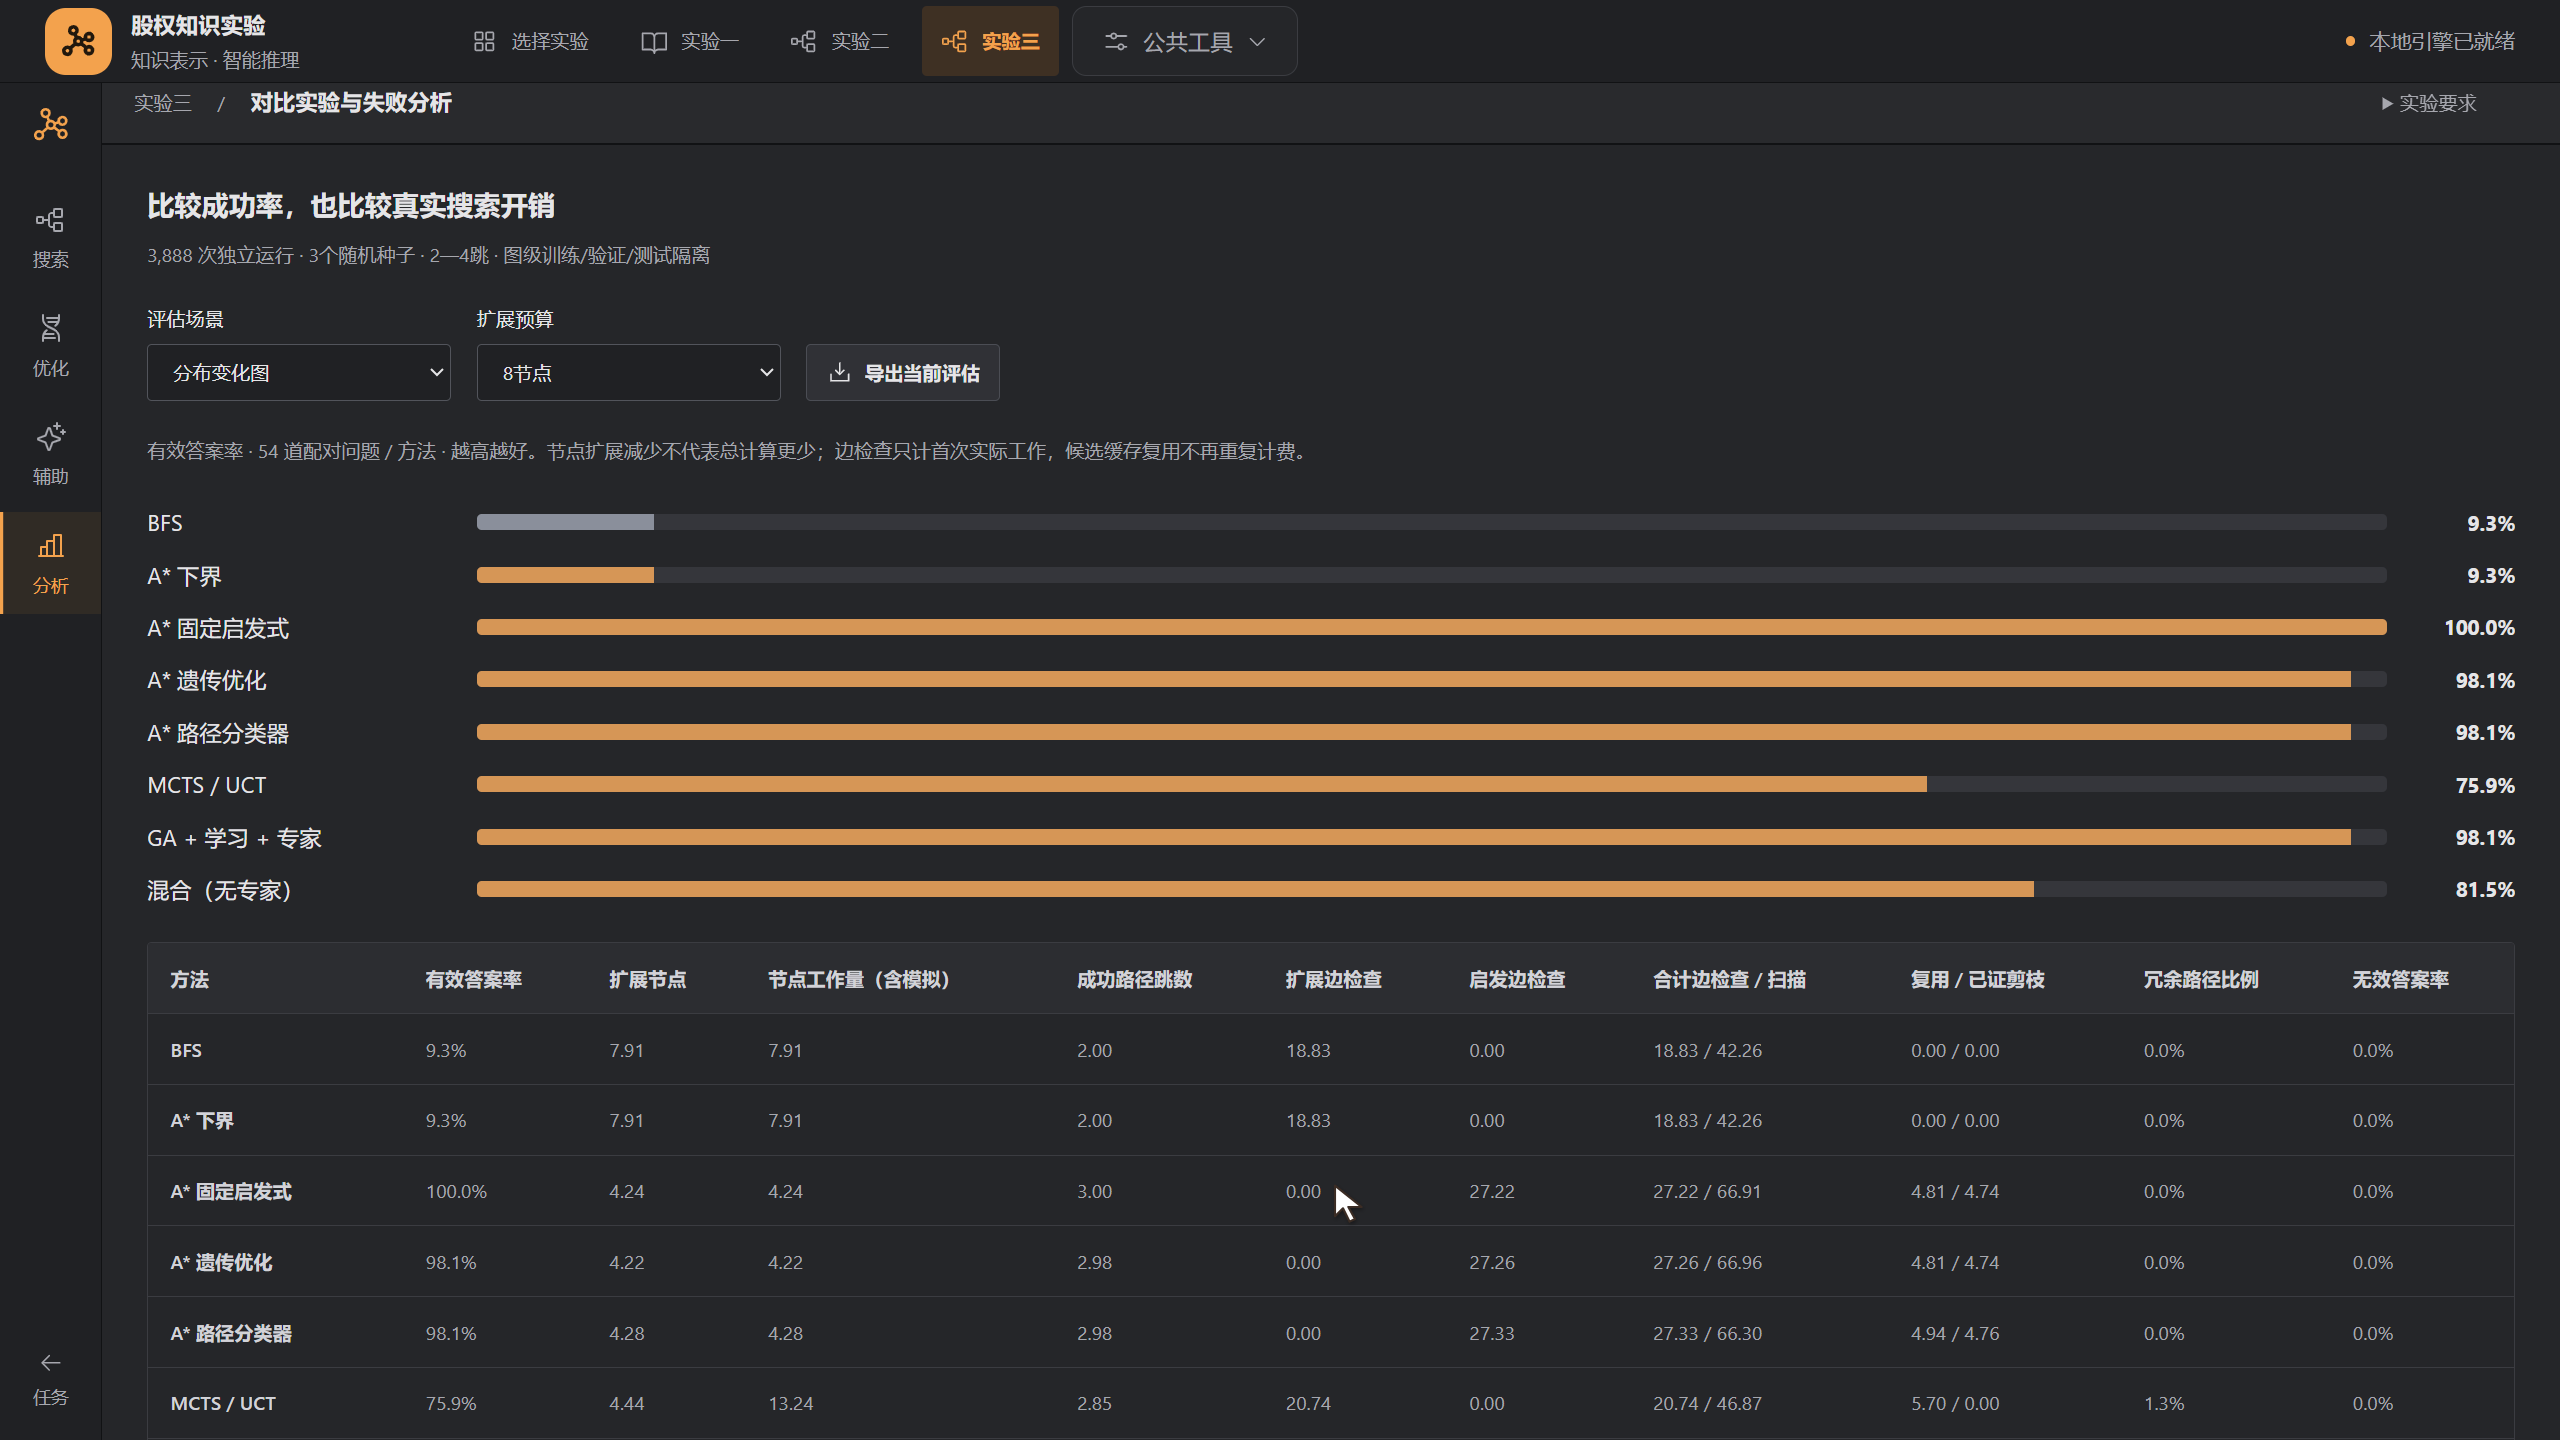 股权知识实验
知识表示 · 智能推理
选择实验
实验一
实验二
实验三
公共工具
本地引擎已就绪
实验三 / 对比实验与失败分析
实验要求
搜索
优化
辅助
分析
任务
比较成功率，也比较真实搜索开销
3,888 次独立运行 · 3个随机种子 · 2—4跳 · 图级训练/验证/测试隔离
评估场景
扩展预算
分布变化图
8节点
导出当前评估
有效答案率 · 54 道配对问题 / 方法 · 越高越好。节点扩展减少不代表总计算更少；边检查只计首次实际工作，候选缓存复用不再重复计费。
BFS 9.3%
A* 下界 9.3%
A* 固定启发式 100.0%
A* 遗传优化 98.1%
A* 路径分类器 98.1%
MCTS / UCT 75.9%
GA + 学习 + 专家 98.1%
混合（无专家） 81.5%
方法 有效答案率 扩展节点 节点工作量（含模拟） 成功路径跳数 扩展边检查 启发边检查 合计边检查 / 扫描 复用 / 已证剪枝 冗余路径比例 无效答案率
BFS 9.3% 7.91 7.91 2.00 18.83 0.00 18.83 / 42.26 0.00 / 0.00 0.0% 0.0%
A* 下界 9.3% 7.91 7.91 2.00 18.83 0.00 18.83 / 42.26 0.00 / 0.00 0.0% 0.0%
A* 固定启发式 100.0% 4.24 4.24 3.00 0.00 27.22 27.22 / 66.91 4.81 / 4.74 0.0% 0.0%
A* 遗传优化 98.1% 4.22 4.22 2.98 0.00 27.26 27.26 / 66.96 4.81 / 4.74 0.0% 0.0%
A* 路径分类器 98.1% 4.28 4.28 2.98 0.00 27.33 27.33 / 66.30 4.94 / 4.76 0.0% 0.0%
MCTS / UCT 75.9% 4.44 13.24 2.85 20.74 0.00 20.74 / 46.87 5.70 / 0.00 1.3% 0.0%